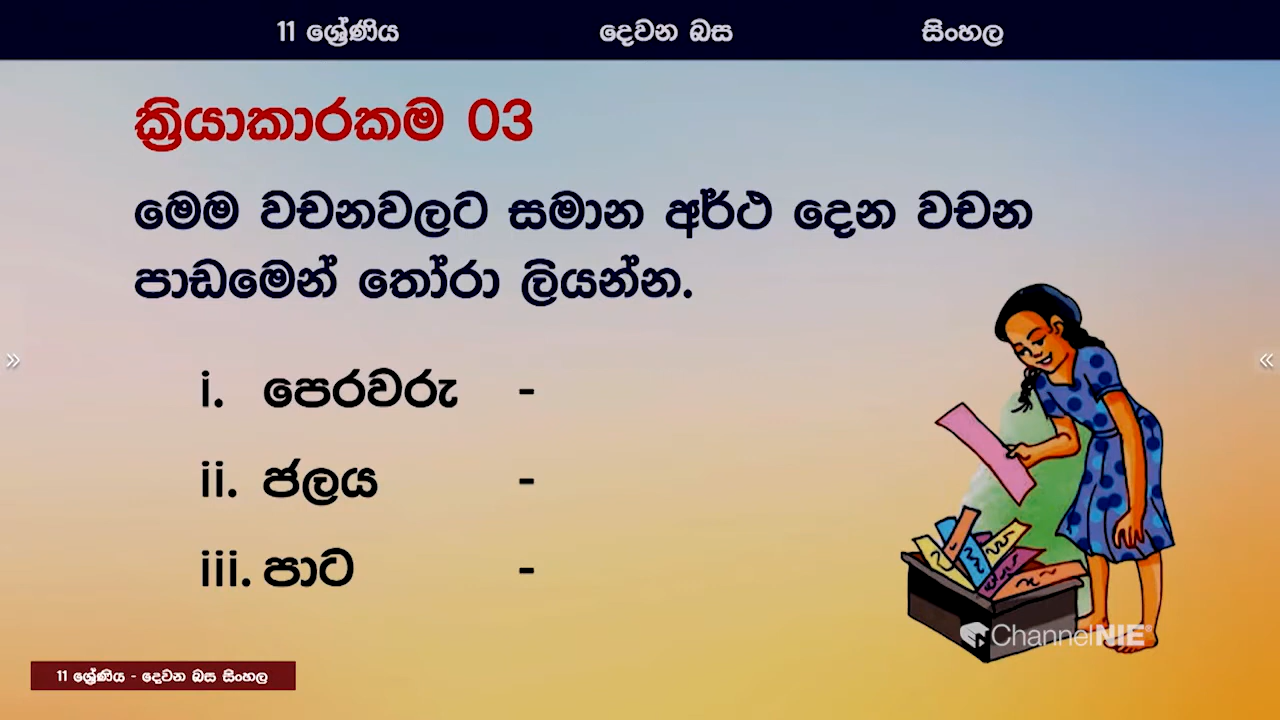 11 ශ්‍රේණිය දෙවන බස සිංහල
ක්‍රියාකාරකම 03
මෙම වචනවලට සමාන අර්ථ දෙන වචන
පාඩමෙන් තෝරා ලියන්න.
i. පෙරවරු -
ii. ජලය -
iii. පාට -
ChannelNIE®
11 ශ්‍රේණිය - දෙවන බස සිංහල